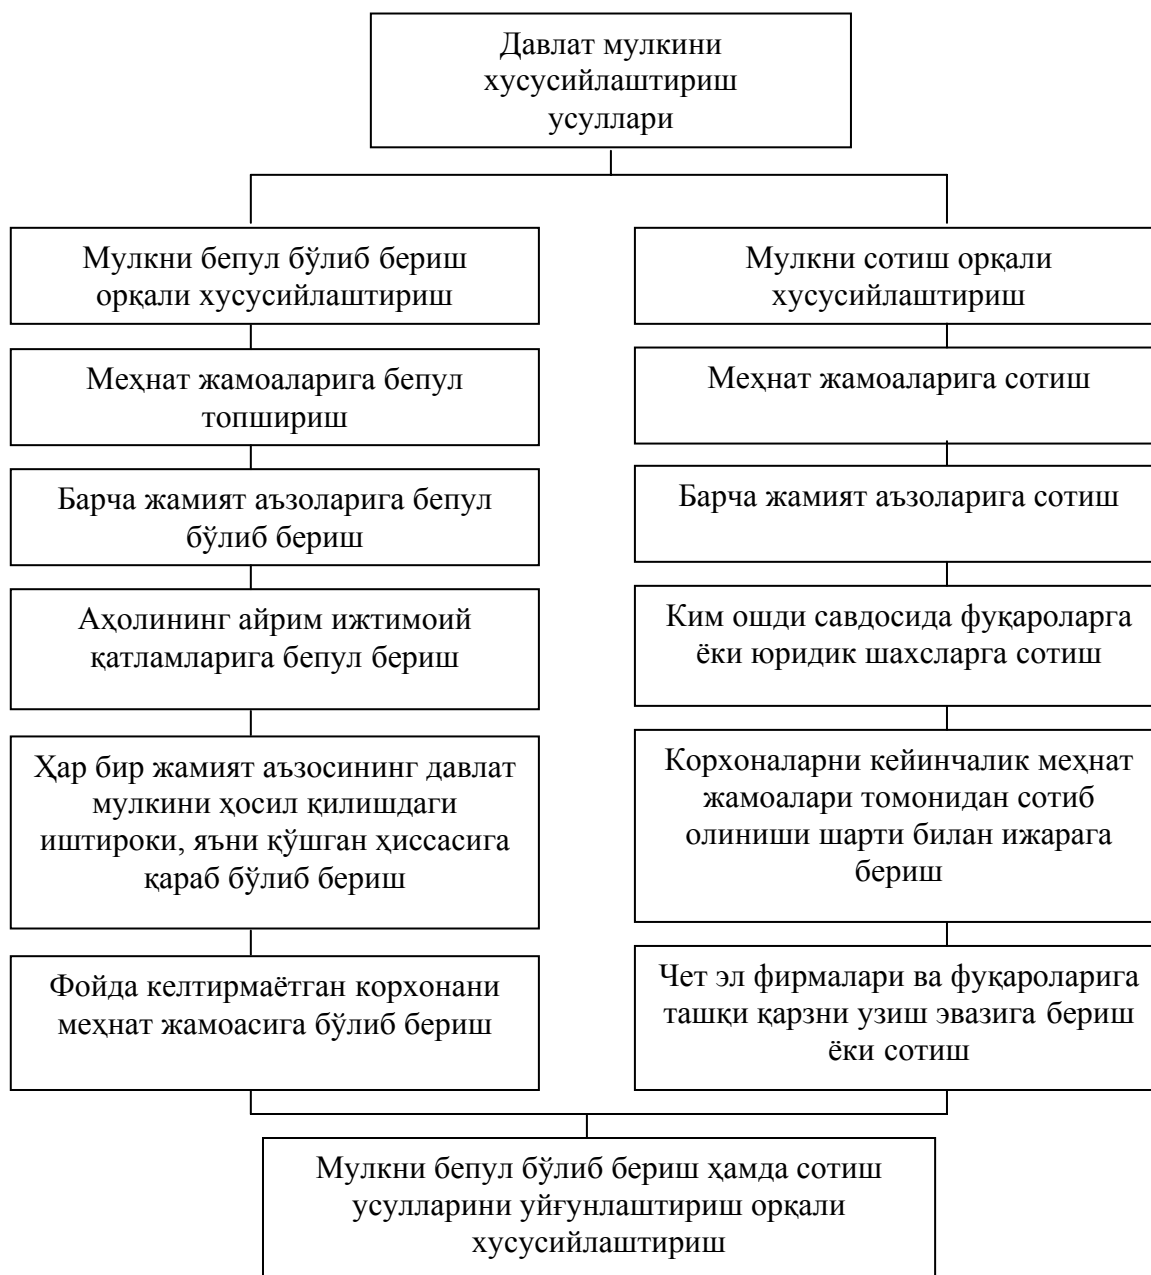 Давлат мулкини
хусусийлаштириш
усуллари
Мулкни бепул бўлиб бериш
орқали хусусийлаштириш
Меҳнат жамоаларига бепул
топшириш
Барча жамият аъзоларига бепул
бўлиб бериш
Аҳолининг айрим ижтимоий
қатламларига бепул бериш
Ҳар бир жамият аъзосининг давлат
мулкини ҳосил қилишдаги
иштироки, яъни қўшган ҳиссасига
қараб бўлиб бериш
Фойда келтирмаётган корхонани
меҳнат жамоасига бўлиб бериш
Мулкни сотиш орқали
хусусийлаштириш
Меҳнат жамоаларига сотиш
Барча жамият аъзоларига сотиш
Ким ошди савдосида фуқароларга
ёки юридик шахсларга сотиш
Корхоналарни кейинчалик меҳнат
жамоалари томонидан сотиб
олиниши шарти билан ижарага
бериш
Чет эл фирмалари ва фуқароларига
ташқи қарзни узиш эвазига бериш
ёки сотиш
Мулкни бепул бўлиб бериш ҳамда сотиш
усулларини уйғунлаштириш орқали
хусусийлаштириш